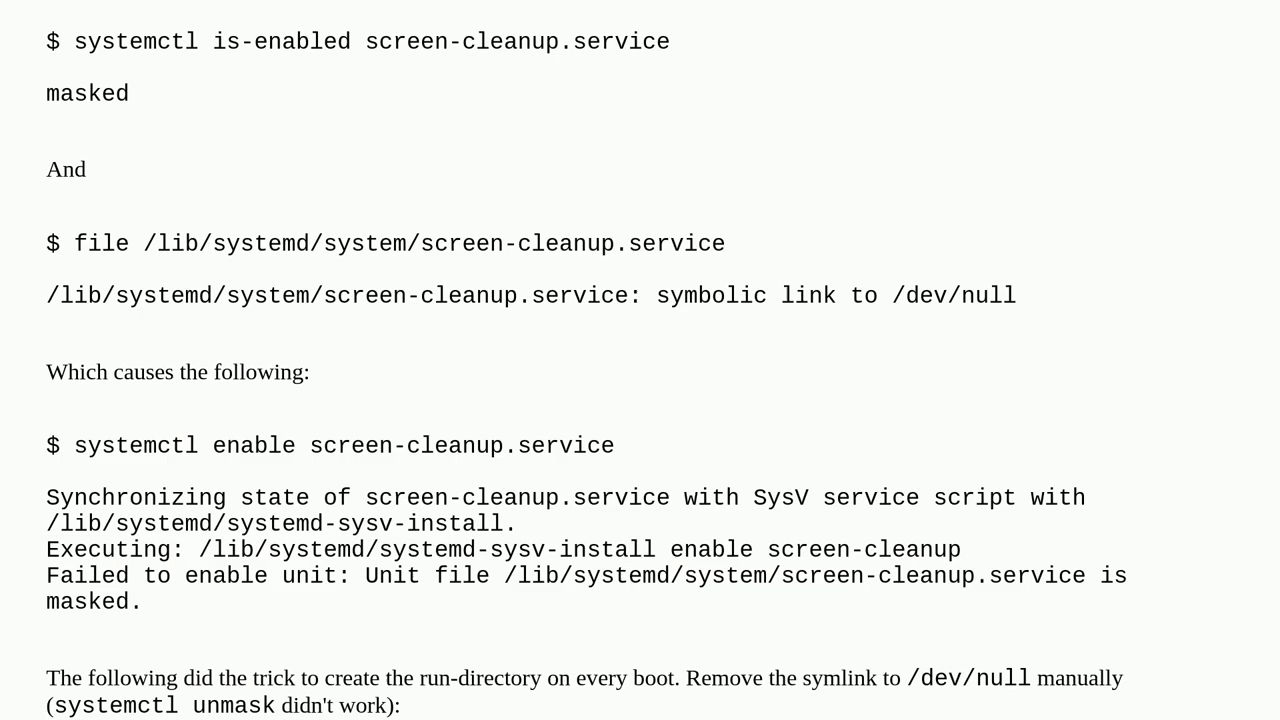 $ systemctl is-enabled screen-cleanup.service
masked
And
$ file /lib/systemd/system/screen-cleanup.service
/lib/systemd/system/screen-cleanup.service: symbolic link to /dev/null
Which causes the following:
$ systemctl enable screen-cleanup.service
Synchronizing state of screen-cleanup.service with SysV service script with
/lib/systemd/systemd-sysv-install.
Executing: /lib/systemd/systemd-sysv-install enable screen-cleanup
Failed to enable unit: Unit file /lib/systemd/system/screen-cleanup.service is
masked.
The following did the trick to create the run-directory on every boot. Remove the symlink to /dev/null manually
(systemctl unmask didn't work):